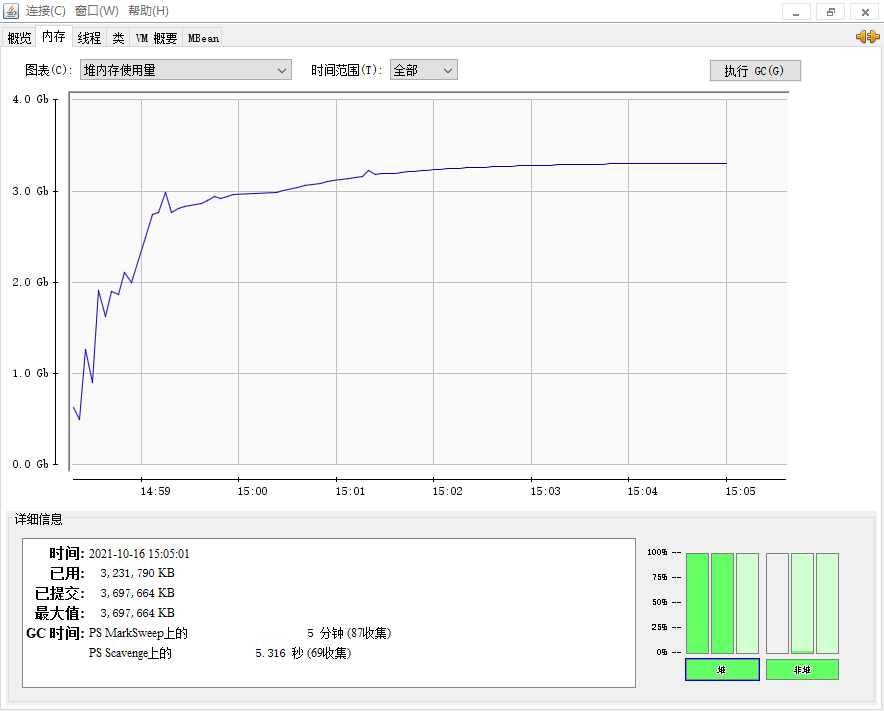 连接(C) 窗口(W) 帮助(H)
概览 内存 线程 类 VM 概要 MBean
图表(C): 堆内存使用量 时间范围(T): 全部 执行 GC(G)
4.0 Gb
3.0 Gb
2.0 Gb
1.0 Gb
0.0 Gb
14:59 15:00 15:01 15:02 15:03 15:04 15:05
详细信息
时间: 2021-10-16 15:05:01
已用: 3,231,790 KB
已提交: 3,697,664 KB
最大值: 3,697,664 KB
GC 时间: PS MarkSweep上的 5 分钟 (87收集)
PS Scavenge上的 5.316 秒 (69收集)
100% --
75% --
50% --
25% --
0% --
堆 非堆